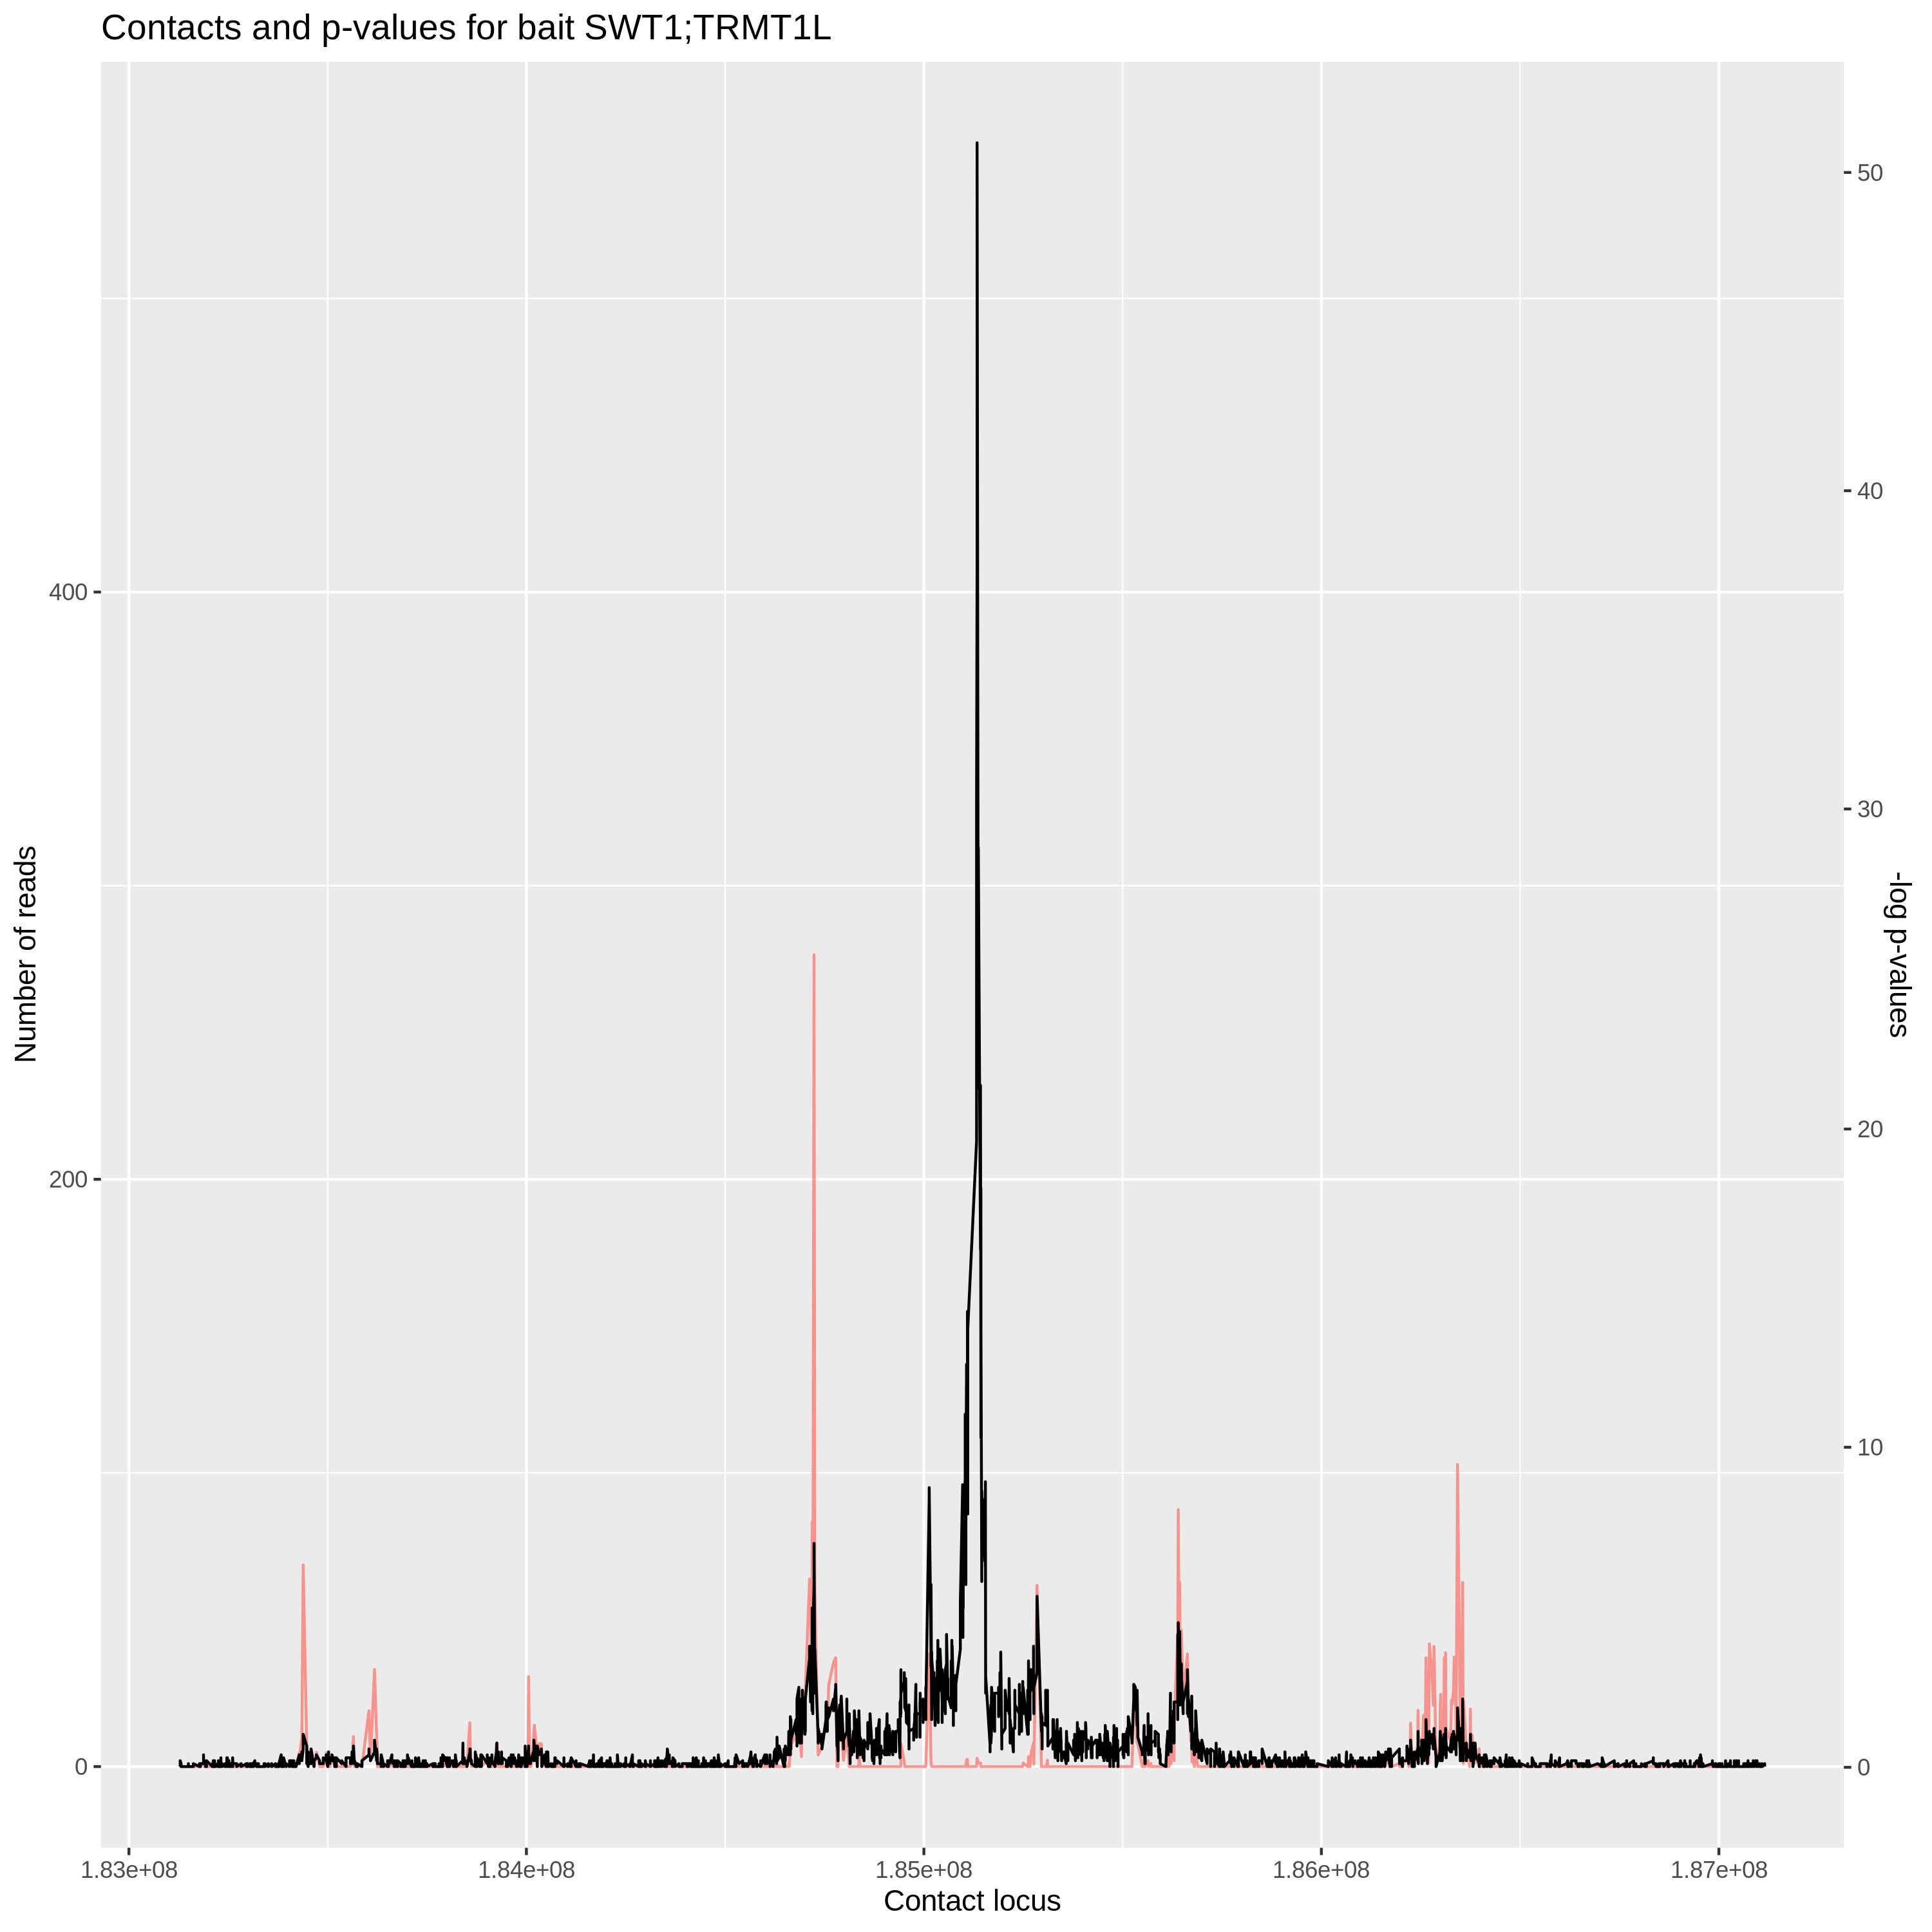 Contacts and p-values for bait SWT1;TRMT1L
Number of reads
400
200
0
50
40
30
20
10
0
-log p-values
1.83e+08
1.84e+08
1.85e+08
1.86e+08
1.87e+08
Contact locus